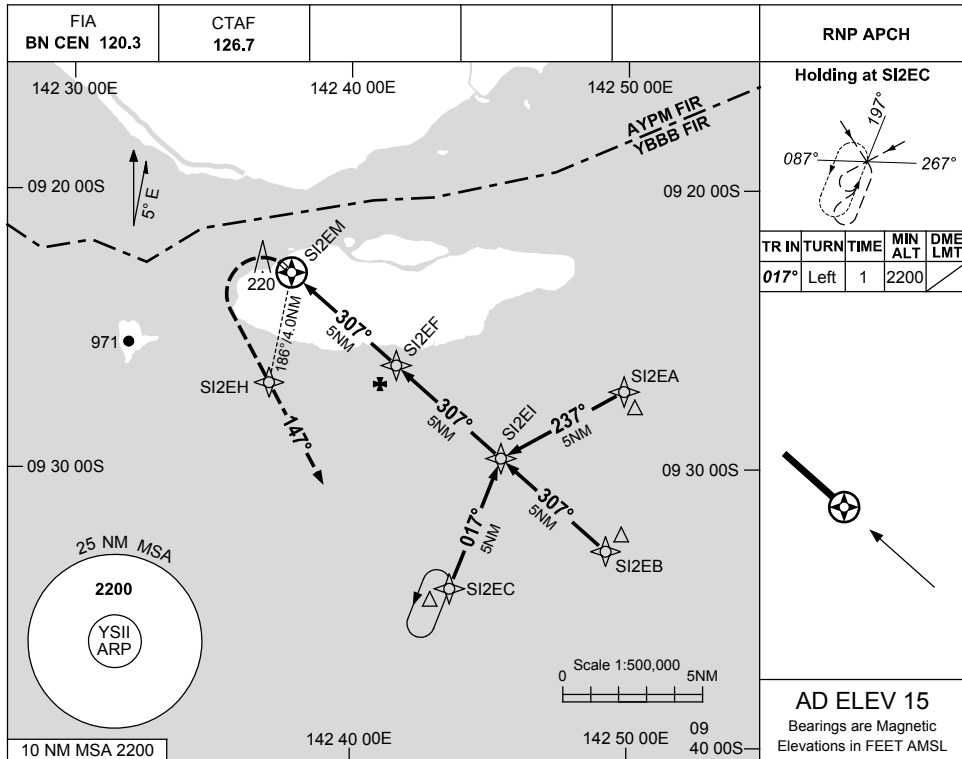 FIA
BN CEN 120.3
CTAF
126.7
RNP APCH
142 30 00E
142 40 00E
142 50 00E
Holding at SI2EC
197°
087°
267°
TR IN TURN TIME MIN ALT DME LMT
017° Left 1 2200
AYPM FIR
YBBB FIR
09 20 00S
09 20 00S
5° E
SI2EM
220
307°
5NM
186°/4.0NM
SI2EF
971
SI2EH
147°
307°
5NM
SI2EI
SI2EA
237°
5NM
09 30 00S
09 30 00S
017°
5NM
307°
5NM
SI2EB
SI2EC
25 NM MSA
2200
YSII
ARP
Scale 1:500,000
0 5NM
10 NM MSA 2200
142 40 00E
142 50 00E
09
40 00S
AD ELEV 15
Bearings are Magnetic
Elevations in FEET AMSL